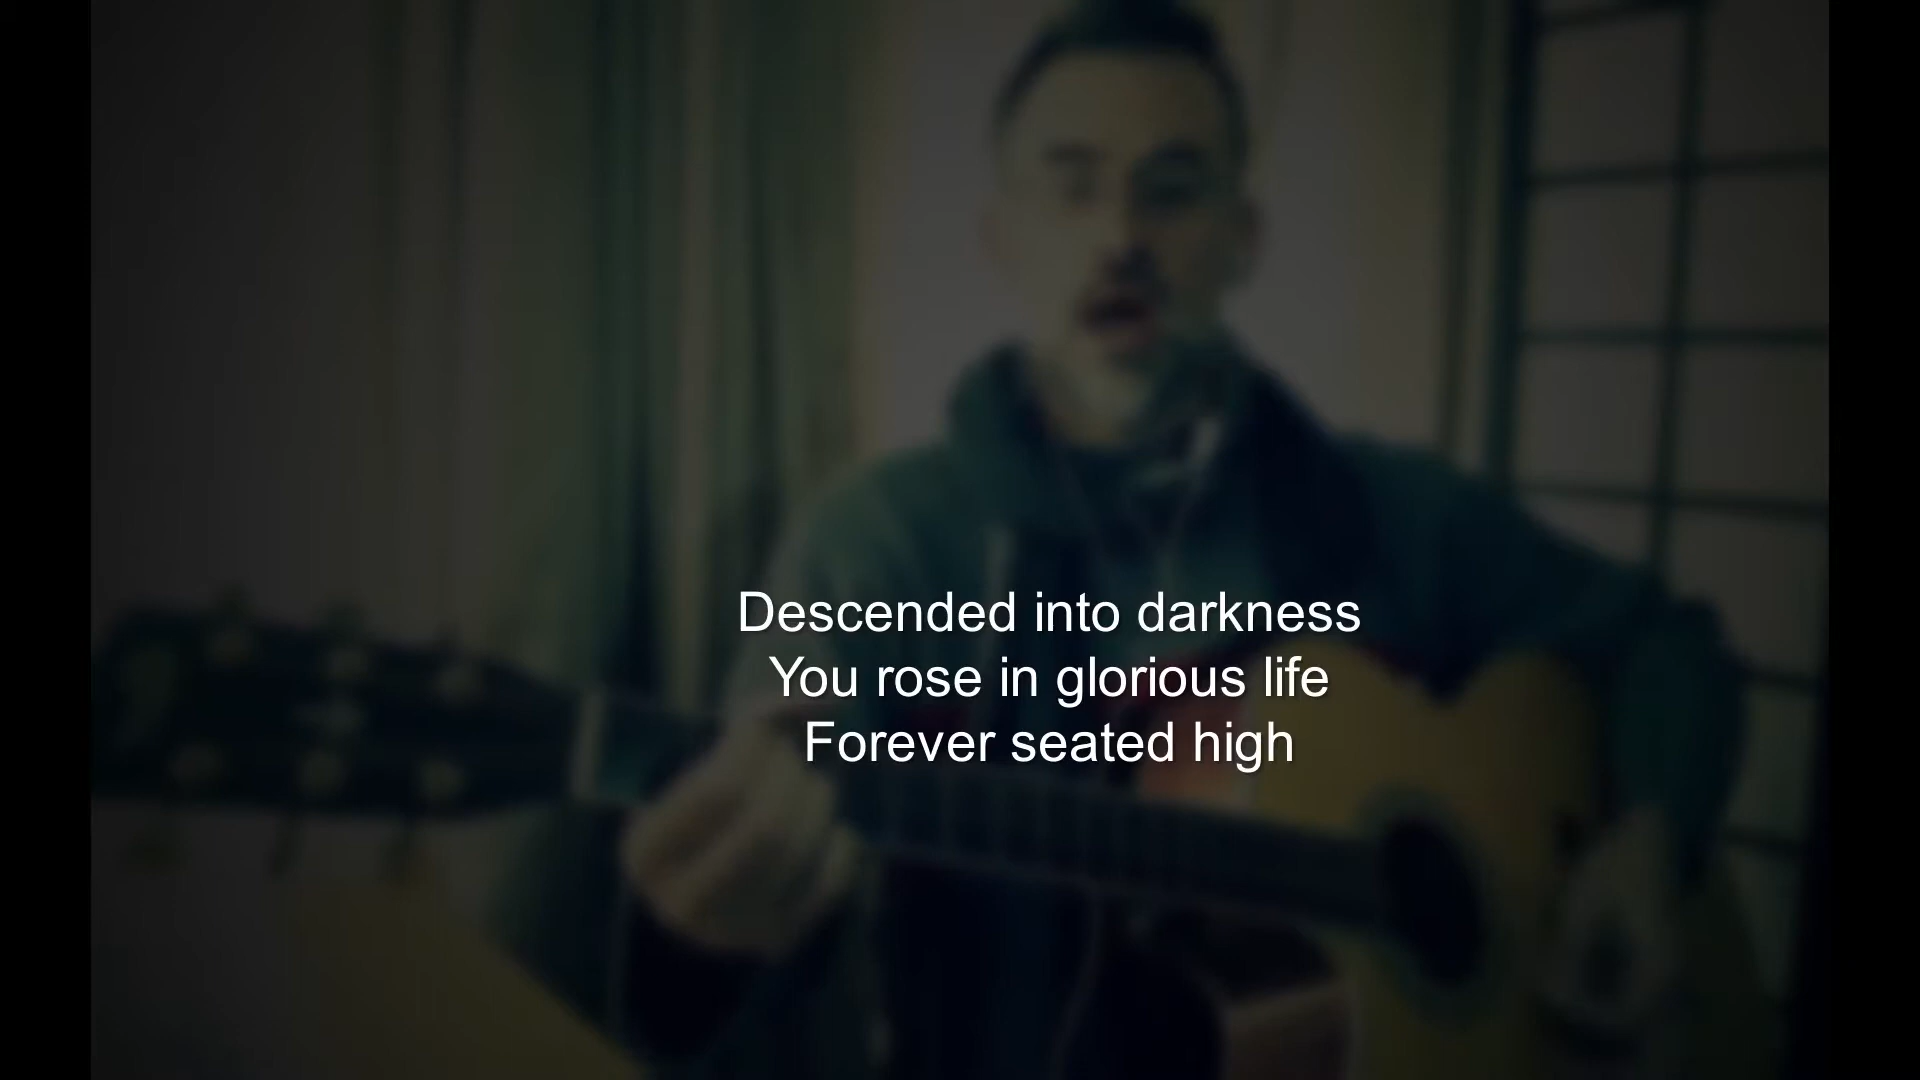 Descended into darkness
You rose in glorious life
Forever seated high